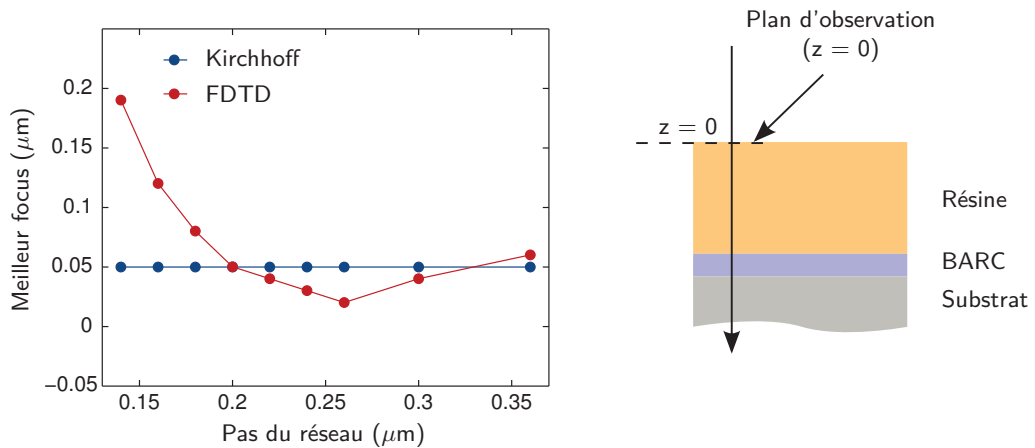 Kirchhoff
FDTD
Meilleur focus (μm)
0.2
0.15
0.1
0.05
0
−0.05
0.15
0.2
0.25
0.3
0.35
Pas du réseau (μm)
Plan d'observation
(z = 0)
z = 0
Résine
BARC
Substrat